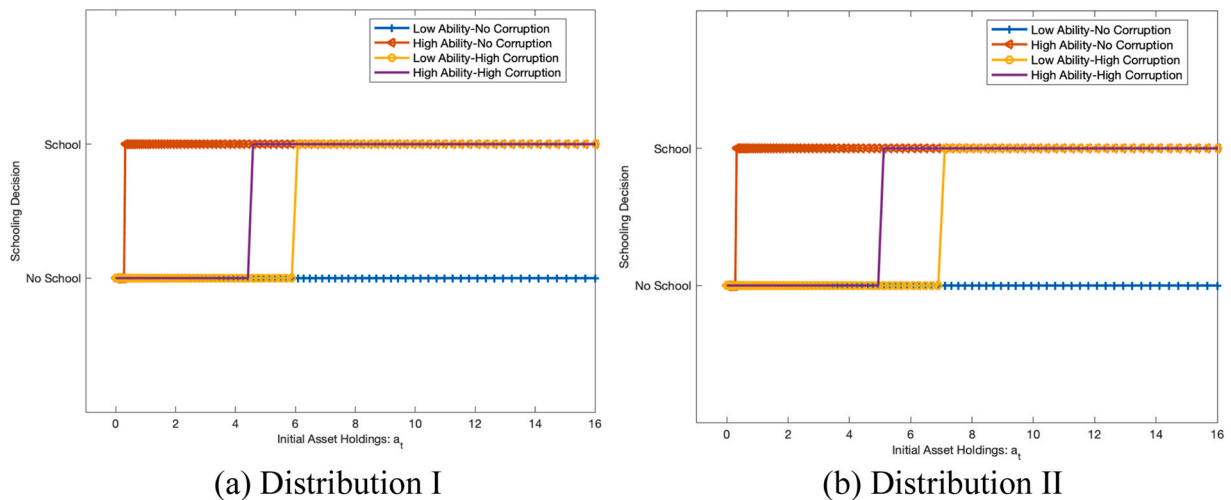 Low Ability-No Corruption
High Ability-No Corruption
Low Ability-High Corruption
High Ability-High Corruption
School
No School
Schooling Decision
0 2 4 6 8 10 12 14 16
Initial Asset Holdings: a_t
(a) Distribution I
Low Ability-No Corruption
High Ability-No Corruption
Low Ability-High Corruption
High Ability-High Corruption
School
No School
Schooling Decision
0 2 4 6 8 10 12 14 16
Initial Asset Holdings: a_t
(b) Distribution II